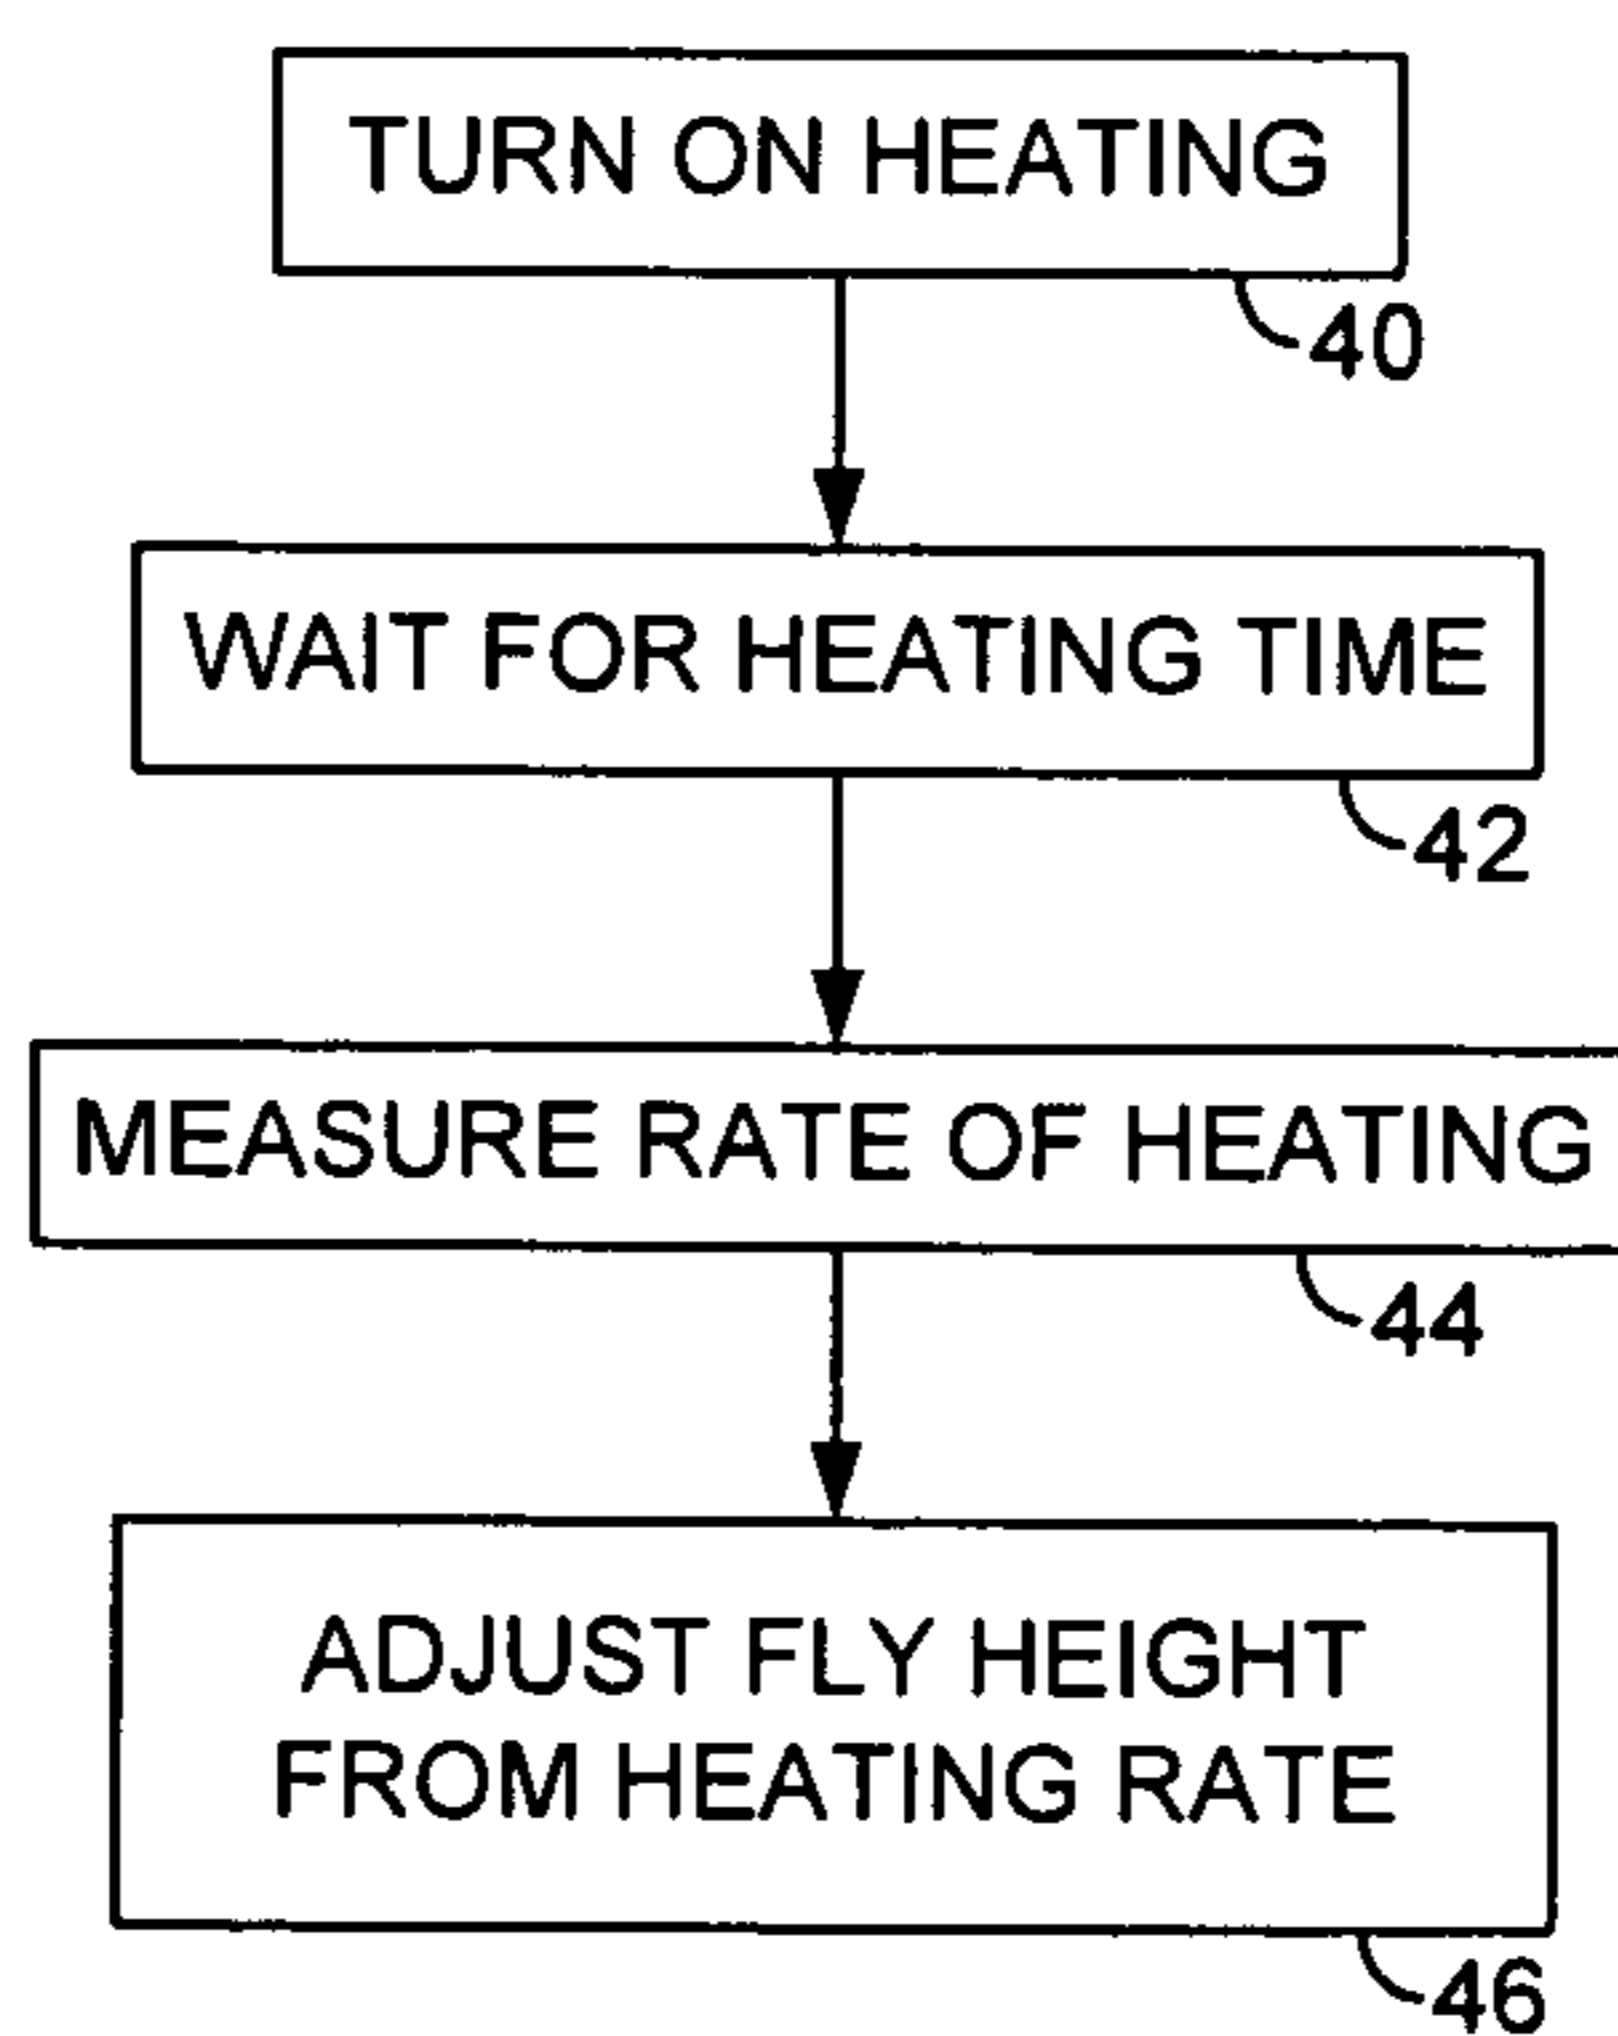 TURN ON HEATING
40
WAIT FOR HEATING TIME
42
MEASURE RATE OF HEATING
44
ADJUST FLY HEIGHT
FROM HEATING RATE
46